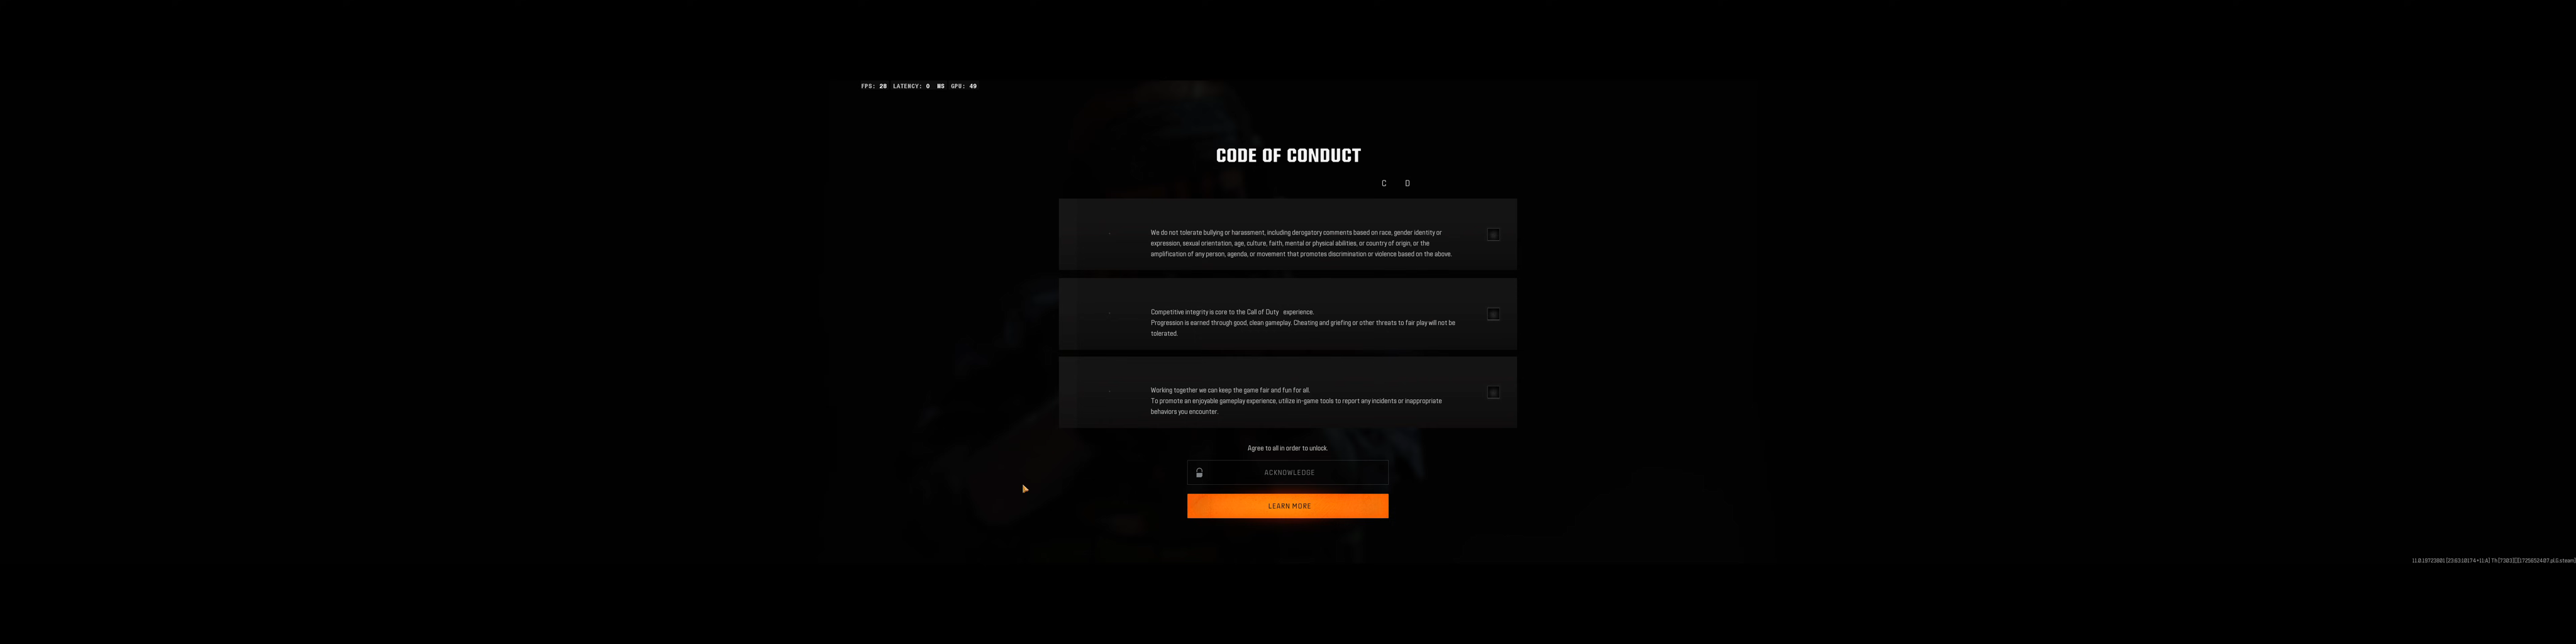 FPS: 28 LATENCY: 0 MS GPU: 49
CODE OF CONDUCT
C D
We do not tolerate bullying or harassment, including derogatory comments based on race, gender identity or
expression, sexual orientation, age, culture, faith, mental or physical abilities, or country of origin, or the
amplification of any person, agenda, or movement that promotes discrimination or violence based on the above.
Competitive integrity is core to the Call of Duty experience.
Progression is earned through good, clean gameplay. Cheating and griefing or other threats to fair play will not be
tolerated.
Working together we can keep the game fair and fun for all.
To promote an enjoyable gameplay experience, utilize in-game tools to report any incidents or inappropriate
behaviors you encounter.
Agree to all in order to unlock.
ACKNOWLEDGE
LEARN MORE